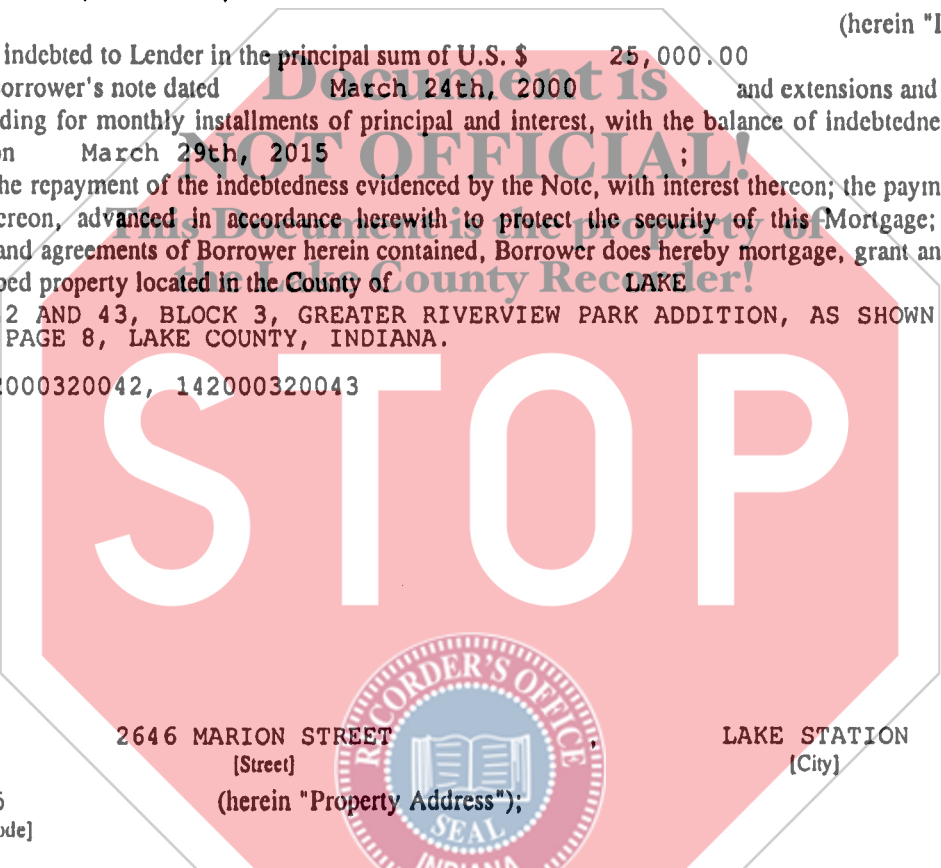 (herein "I
indebted to Lender in the principal sum of U.S. $ 25,000.00
orrower's note dated March 24th, 2000 and extensions and
ding for monthly installments of principal and interest, with the balance of indebtedne
on March 29th, 2015 ;
he repayment of the indebtedness evidenced by the Note, with interest thereon; the paym
ereon, advanced in accordance herewith to protect the security of this Mortgage;
and agreements of Borrower herein contained, Borrower does hereby mortgage, grant an
bed property located in the County of LAKE
2 AND 43, BLOCK 3, GREATER RIVERVIEW PARK ADDITION, AS SHOWN
PAGE 8, LAKE COUNTY, INDIANA.
2000320042, 142000320043
Document is
NOT OFFICIAL!
This Document is the property of
the Lake County Recorder!
STOP
2646 MARION STREET , LAKE STATION
[Street] [City]
(herein "Property Address");
ode]
RECORDER'S OFFICE
SEAL
INDIANA